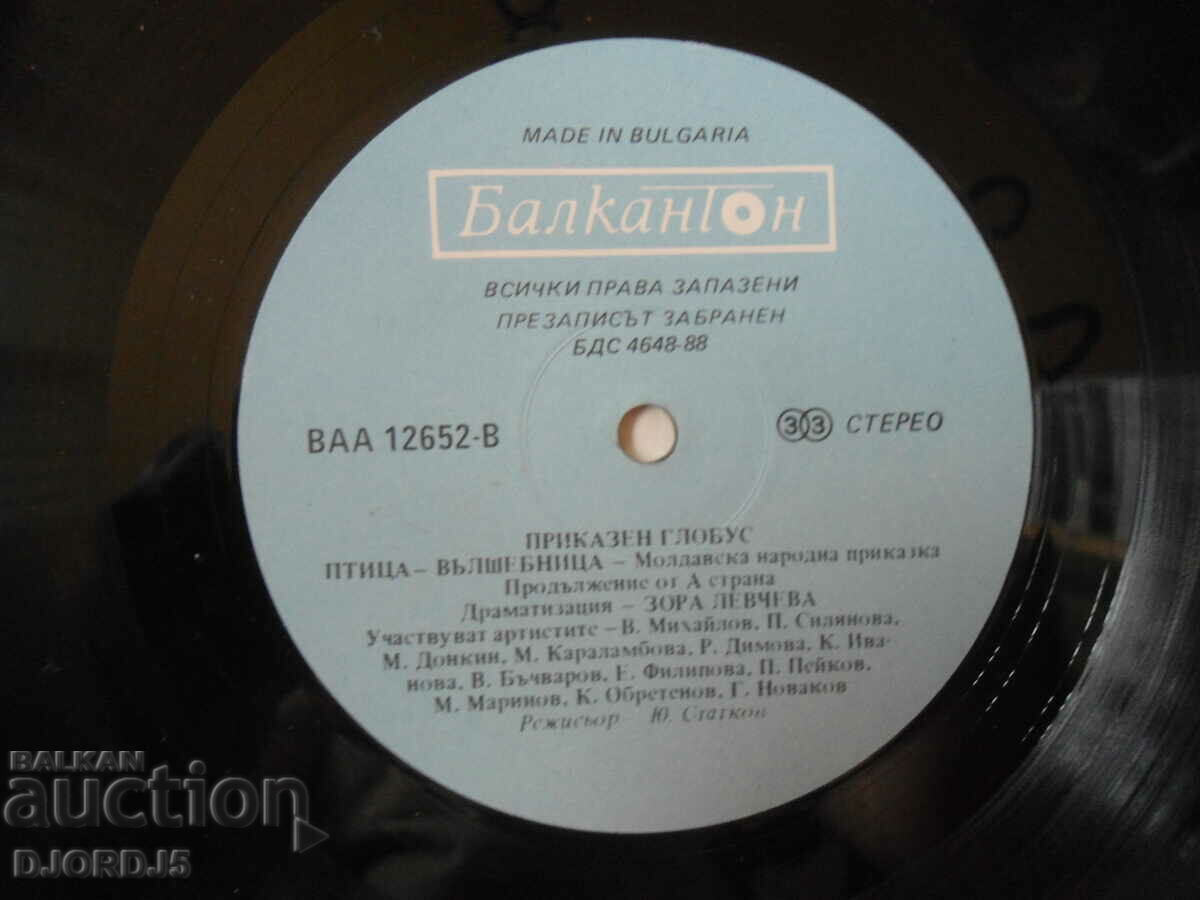 MADE IN BULGARIA
БалканТон
ВСИЧКИ ПРАВА ЗАПАЗЕНИ
ПРЕЗАПИСЪТ ЗАБРАНЕН
БДС 4648-88
ВАА 12652-В
33 СТЕРЕО
ПРИКАЗЕН ГЛОБУС
ПТИЦА – ВЪЛШЕБНИЦА – Молдавска народна приказка
Продължение от А страна
Драматизация – ЗОРА ЛЕВЧЕВА
Участвуват артистите – В. Михайлов, П. Силянова,
М. Донкин, М. Караламбова, Р. Димова, К. Ива-
нова, В. Бъчваров, Е. Филипова, П. Пейков,
М. Маринов, К. Обретенов, Г. Новаков
Режисьор – Ю. Статков
BALKAN
auction
DJORDJ5